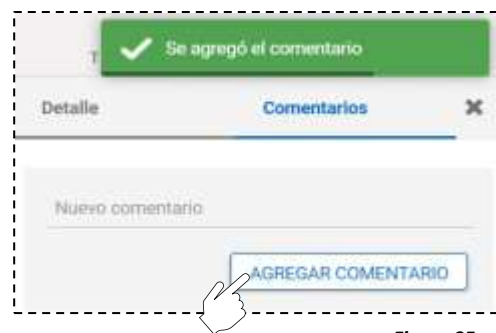 T
Se agregó el comentario
Detalle Comentarios
Nuevo comentario
AGREGAR COMENTARIO